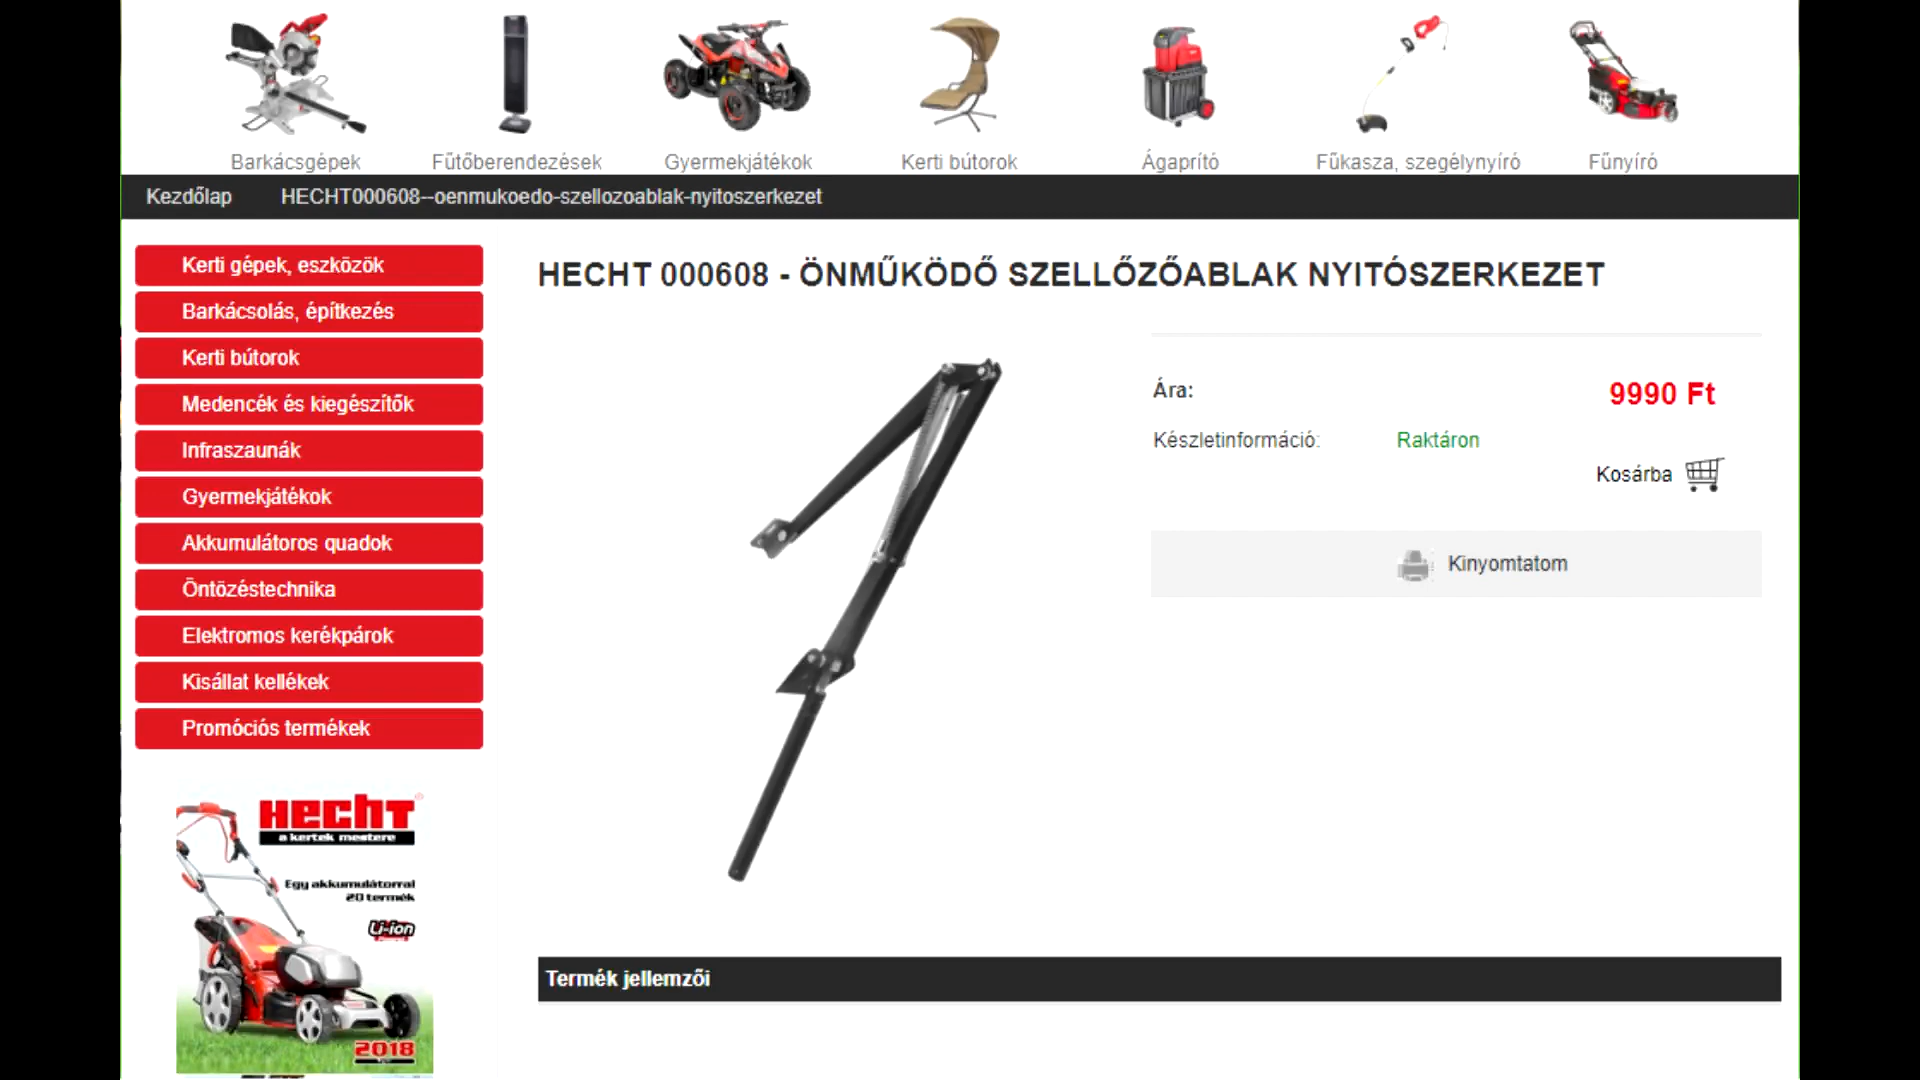 Barkácsgépek
Fűtőberendezések
Gyermekjátékok
Kerti bútorok
Ágaprító
Fűkasza, szegélynyíró
Fűnyíró
Kezdőlap
HECHT000608--oenmukoedo-szellozoablak-nyitoszerkezet
Kerti gépek, eszközök
Barkácsolás, építkezés
Kerti bútorok
Medencék és kiegészítők
Infraszaunák
Gyermekjátékok
Akkumulátoros quadok
Öntözéstechnika
Elektromos kerékpárok
Kisállat kellékek
Promóciós termékek
HECHT 000608 - ÖNMŰKÖDŐ SZELLŐZŐABLAK NYITÓSZERKEZET
Ára:
9990 Ft
Készletinformáció:
Raktáron
Kosárba
Kinyomtatom
HECHT
a kertek mestere
Egy akkumulátorral
20 termék
Li-ion
2018
Termék jellemzői